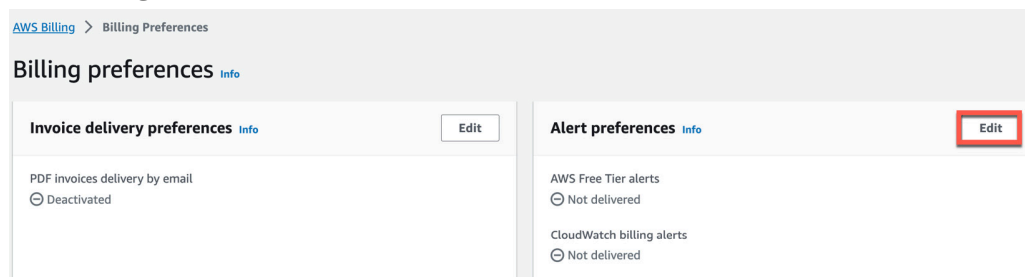 AWS Billing > Billing Preferences
Billing preferences Info
Invoice delivery preferences Info Edit
PDF invoices delivery by email
Deactivated
Alert preferences Info Edit
AWS Free Tier alerts
Not delivered
CloudWatch billing alerts
Not delivered